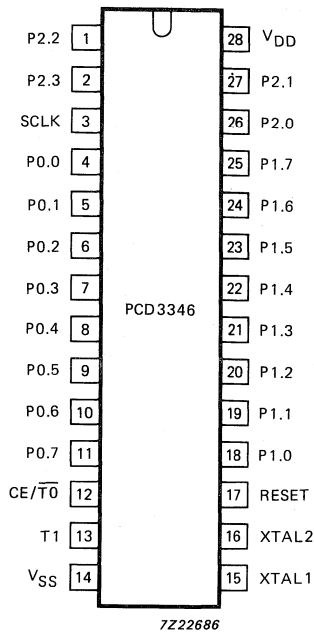 P2.2 1 28 VDD
P2.3 2 27 P2.1
SCLK 3 26 P2.0
P0.0 4 25 P1.7
P0.1 5 24 P1.6
P0.2 6 23 P1.5
P0.3 7 22 P1.4
PCD3346
P0.4 8 21 P1.3
P0.5 9 20 P1.2
P0.6 10 19 P1.1
P0.7 11 18 P1.0
CE/T̅0̅ 12 17 RESET
T1 13 16 XTAL2
VSS 14 15 XTAL1
7Z22686